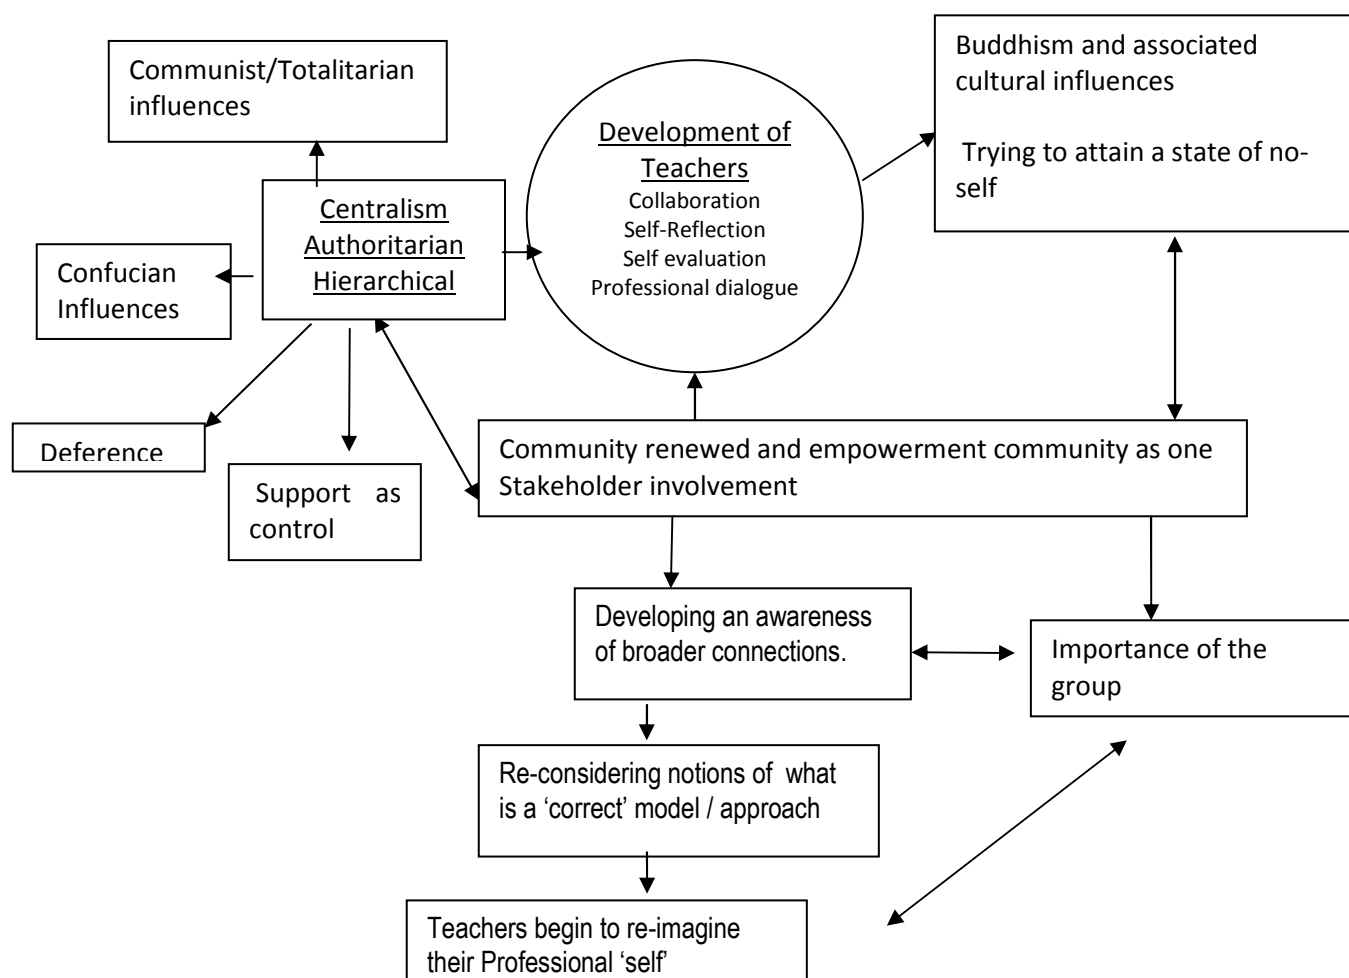 Communist/Totalitarian
influences
Development of
Teachers
Collaboration
Self-Reflection
Self evaluation
Professional dialogue
Buddhism and associated
cultural influences
Trying to attain a state of no-
self
Centralism
Authoritarian
Hierarchical
Confucian
Influences
Deference
Support as
control
Community renewed and empowerment community as one
Stakeholder involvement
Developing an awareness
of broader connections.
Importance of the
group
Re-considering notions of what
is a ‘correct’ model / approach
Teachers begin to re-imagine
their Professional ‘self’